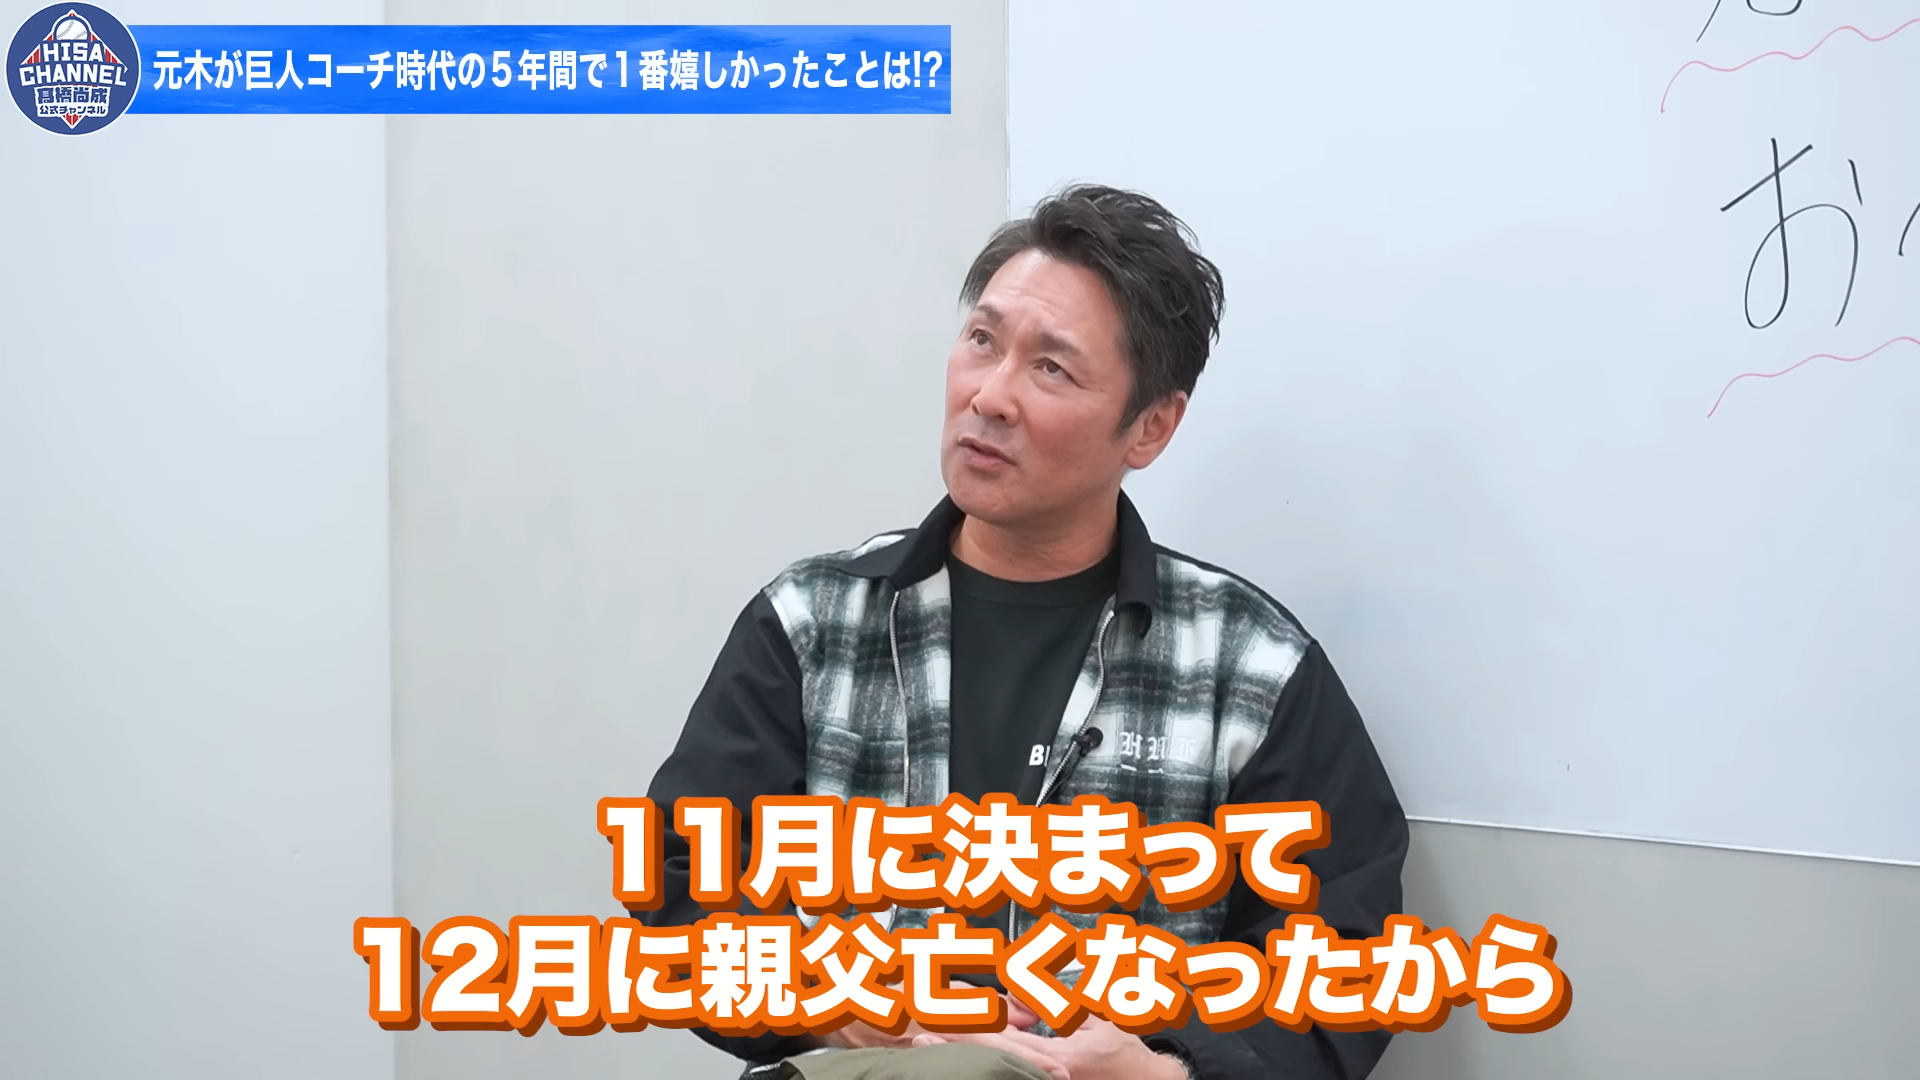 HISA
CHANNEL
髙橋尚成
公式チャンネル
元木が巨人コーチ時代の5年間で1番嬉しかったことは!?
お
11月に決まって
12月に親父亡くなったから